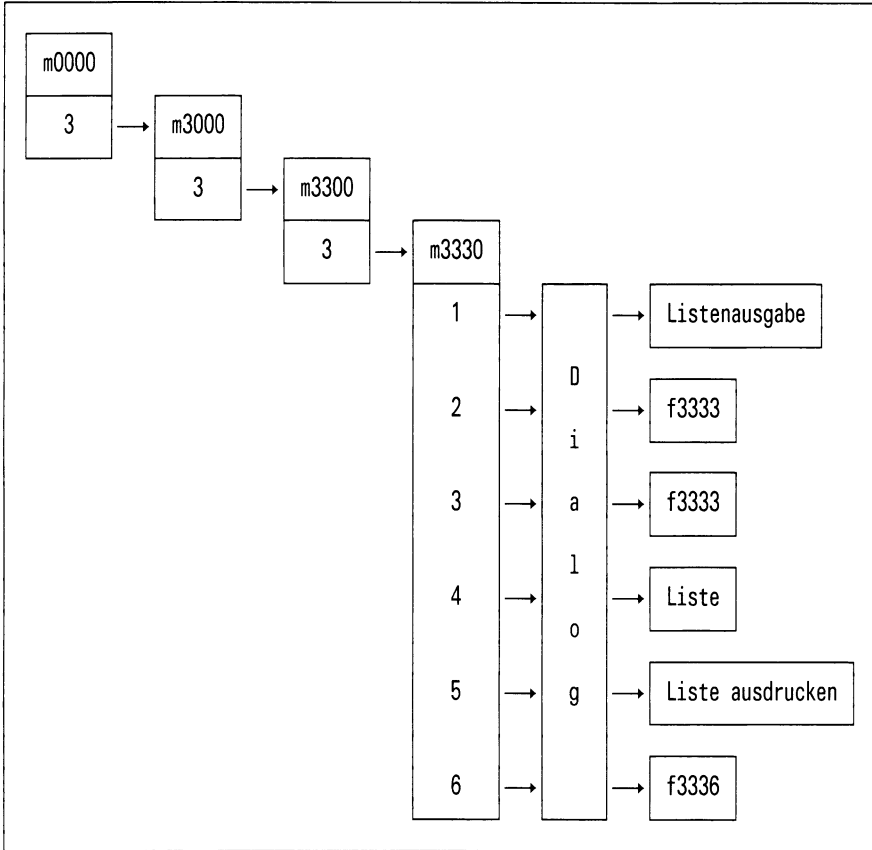 m0000
3
m3000
3
m3300
3
m3330
1
Listenausgabe
D
2
f3333
i
3
a
f3333
l
4
Liste
o
5
g
Liste ausdrucken
6
f3336